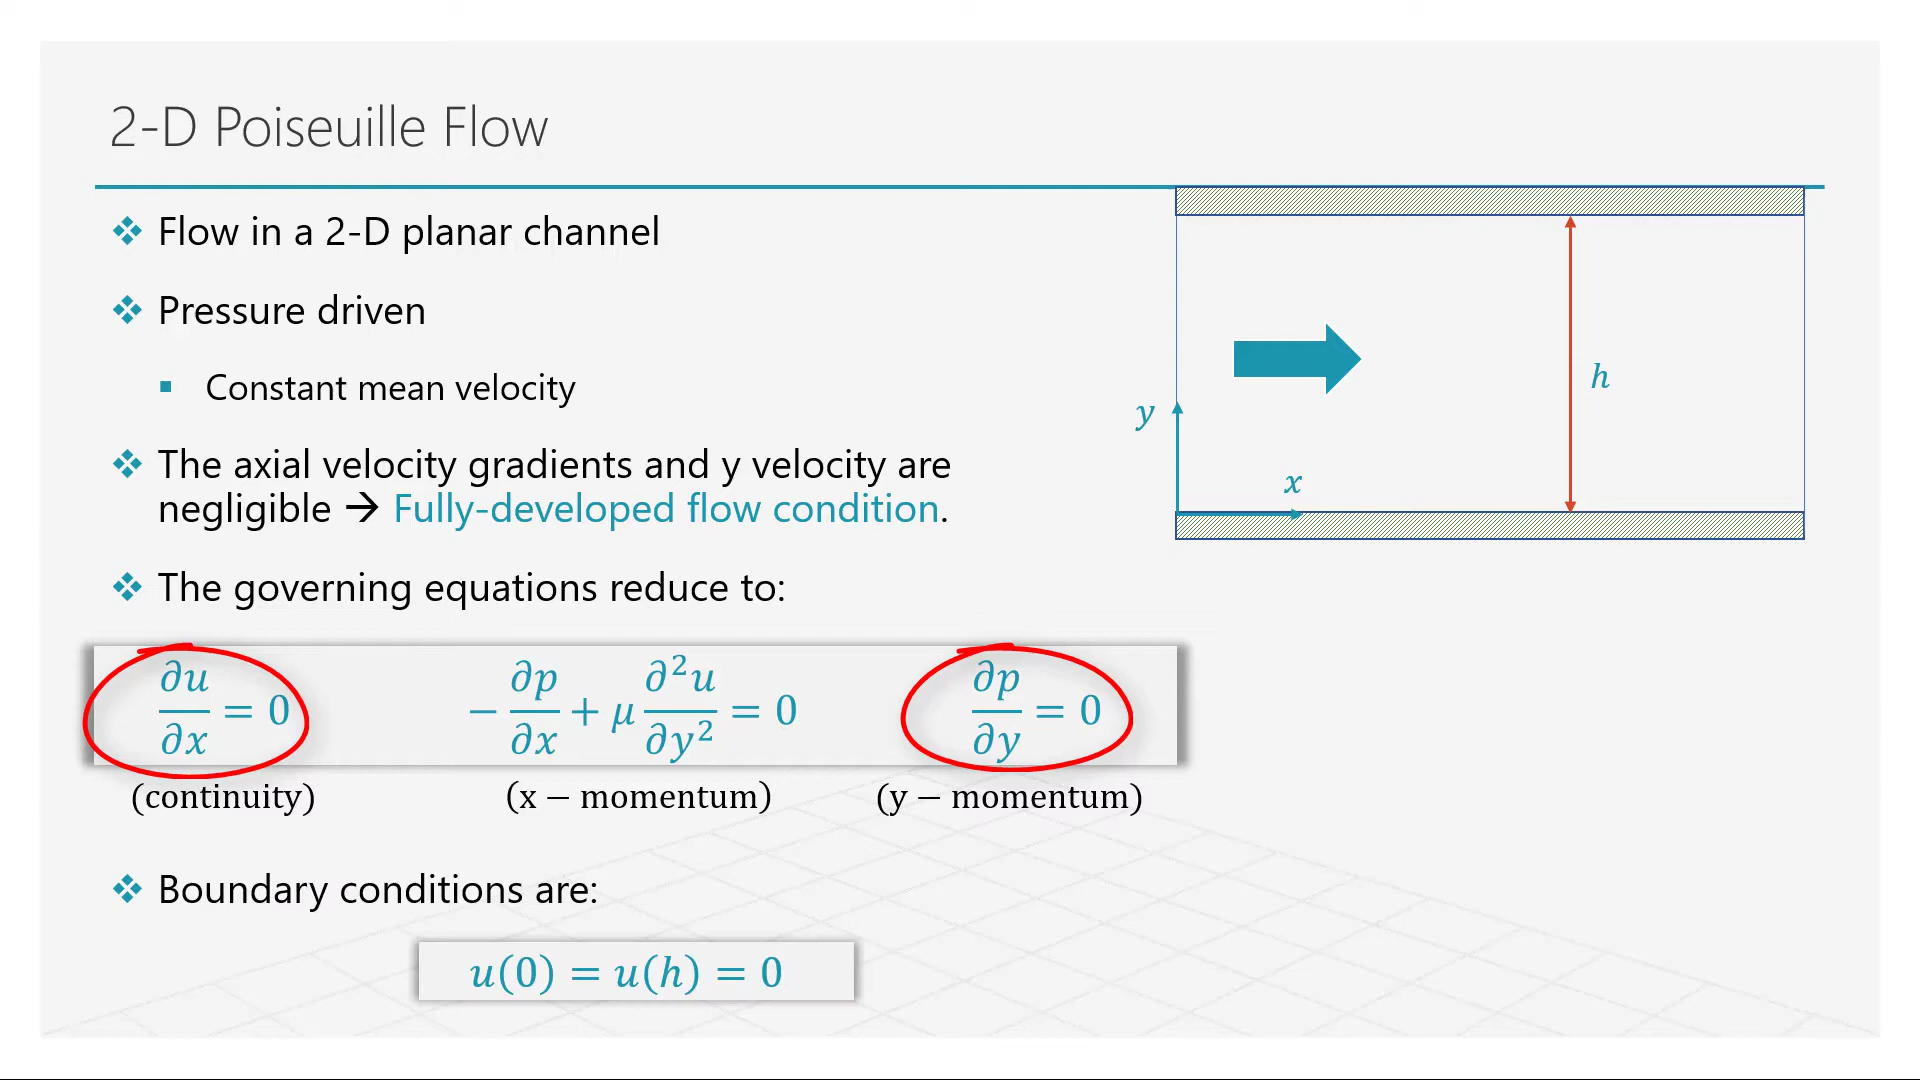 2-D Poiseuille Flow
❖ Flow in a 2-D planar channel
❖ Pressure driven
▪ Constant mean velocity
❖ The axial velocity gradients and y velocity are
negligible → Fully-developed flow condition.
❖ The governing equations reduce to:
∂u/∂x = 0    −∂p/∂x + μ ∂²u/∂y² = 0    ∂p/∂y = 0
(continuity)    (x − momentum)    (y − momentum)
❖ Boundary conditions are:
u(0) = u(h) = 0
y
x
h